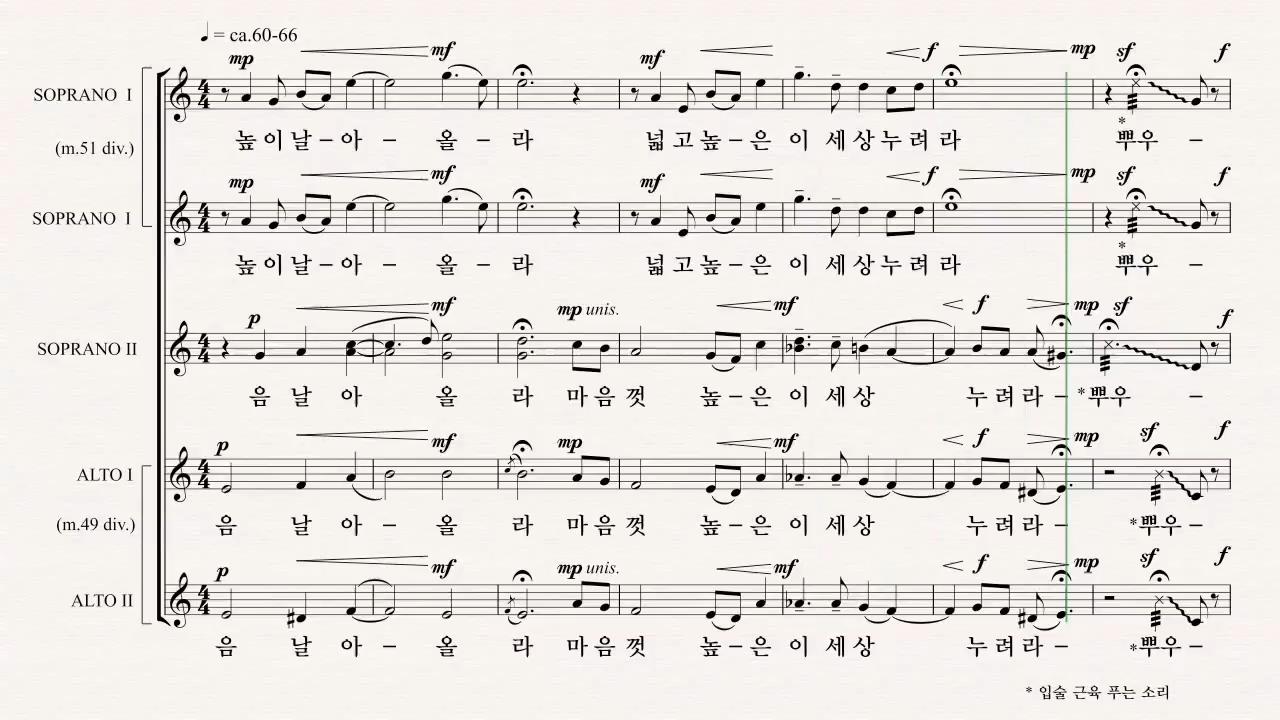 ♩ = ca.60-66
mp mf mf f mp sf f
SOPRANO I
높 이 날 – 아 – 올 – 라 넓 고 높 – 은 이 세 상 누 려 라 * 뿌우 –
(m.51 div.)
mp mf mf f mp sf f
SOPRANO I
높 이 날 – 아 – 올 – 라 넓 고 높 – 은 이 세 상 누 려 라 * 뿌우 –
p mf mp unis. mf f mp sf f
SOPRANO II
음 날 아 올 라 마 음 껏 높 – 은 이 세 상 누 려 라 – *뿌우 –
p mf mp mf f mp sf f
ALTO I
음 날 아 – 올 라 마 음 껏 높 – 은 이 세 상 누 려 라 – *뿌우 –
(m.49 div.)
p mf mp unis. mf f mp sf f
ALTO II
음 날 아 – 올 라 마 음 껏 높 – 은 이 세 상 누 려 라 – *뿌우 –
* 입술 근육 푸는 소리